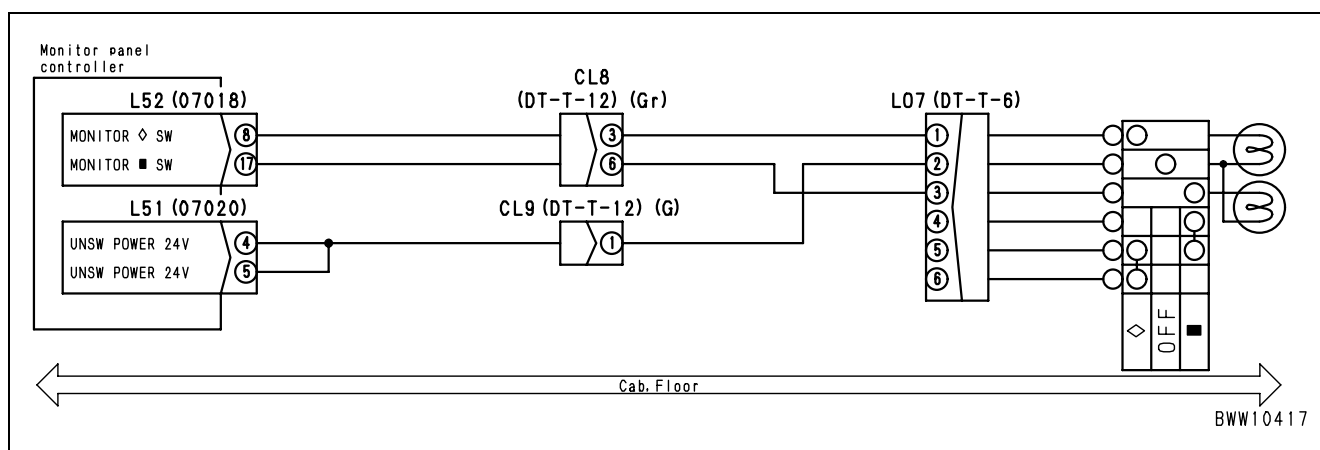 Monitor panel
controller
L52 (07018)
MONITOR ◇ SW 8
MONITOR ■ SW 17
L51 (07020)
UNSW POWER 24V 4
UNSW POWER 24V 5
CL8
(DT-T-12) (Gr)
3
6
CL9 (DT-T-12) (G)
1
L07 (DT-T-6)
1
2
3
4
5
6
◇ OFF ■
Cab, Floor
BWW10417